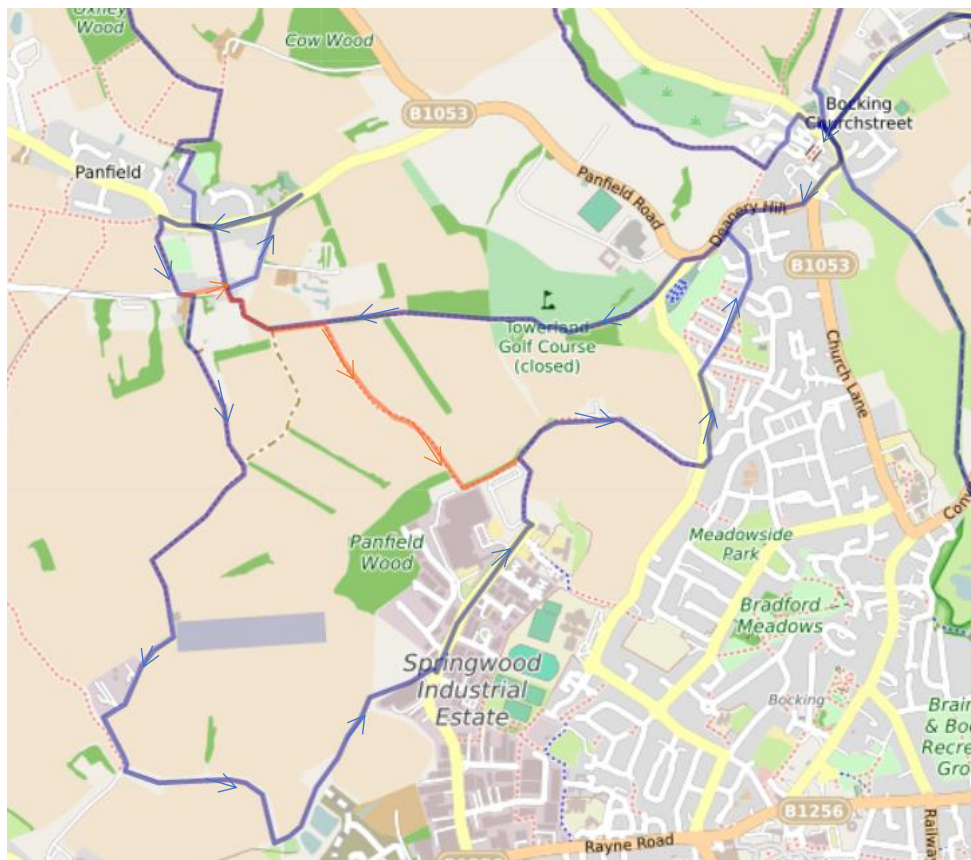 Oxney
Wood
Cow Wood
B1053
Bocking
Churchstreet
Panfield
Panfield Road
Deanery Hill
B1053
Towerland
Golf Course
(closed)
Church Lane
Panfield
Wood
Meadowside
Park
Bradford
Meadows
Springwood
Industrial
Estate
Bocking
Brain
& Boc
Recre
Gro
B1256
Rayne Road
Railwa